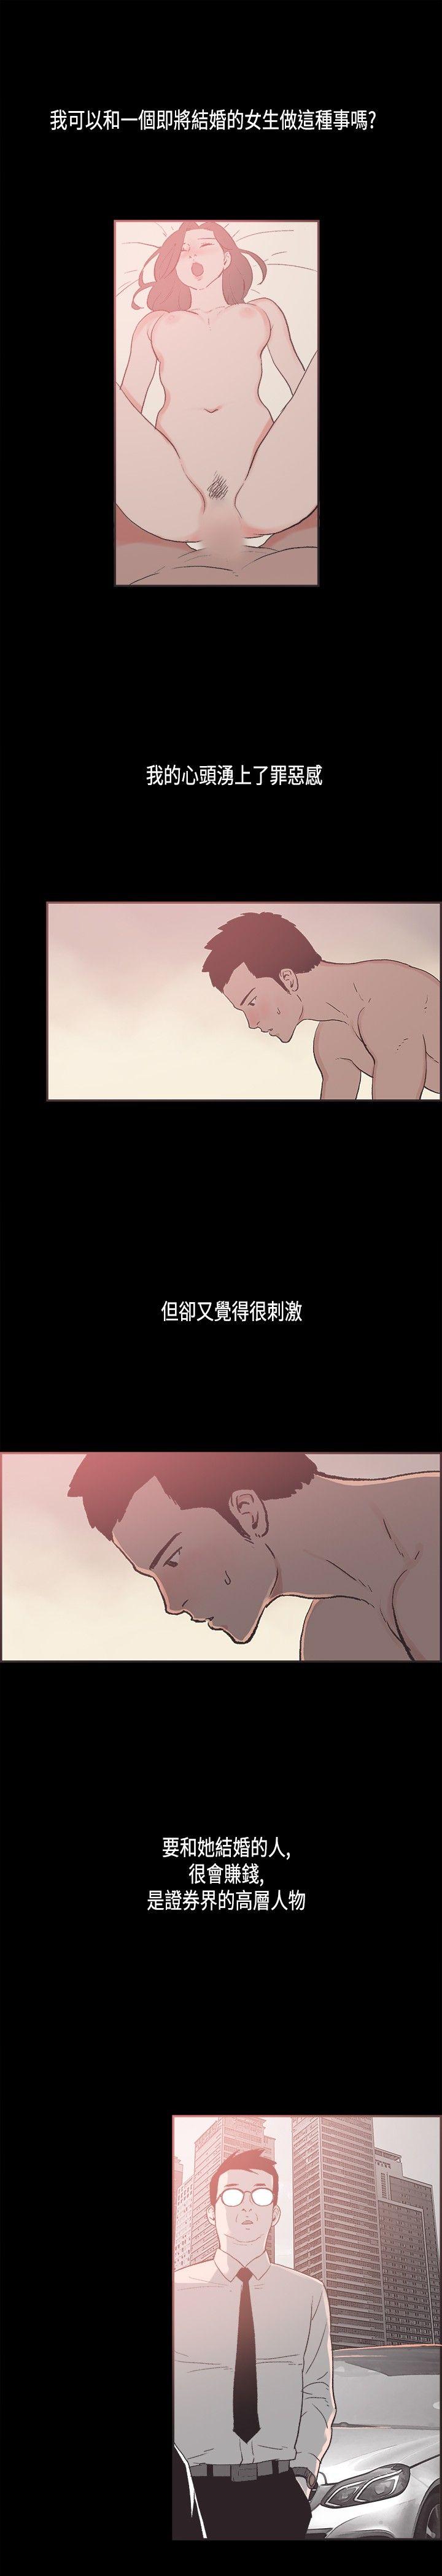 我可以和一個即將結婚的女生做這種事嗎?
我的心頭湧上了罪惡感
但卻又覺得很刺激
要和她結婚的人,
很會賺錢,
是證券界的高層人物